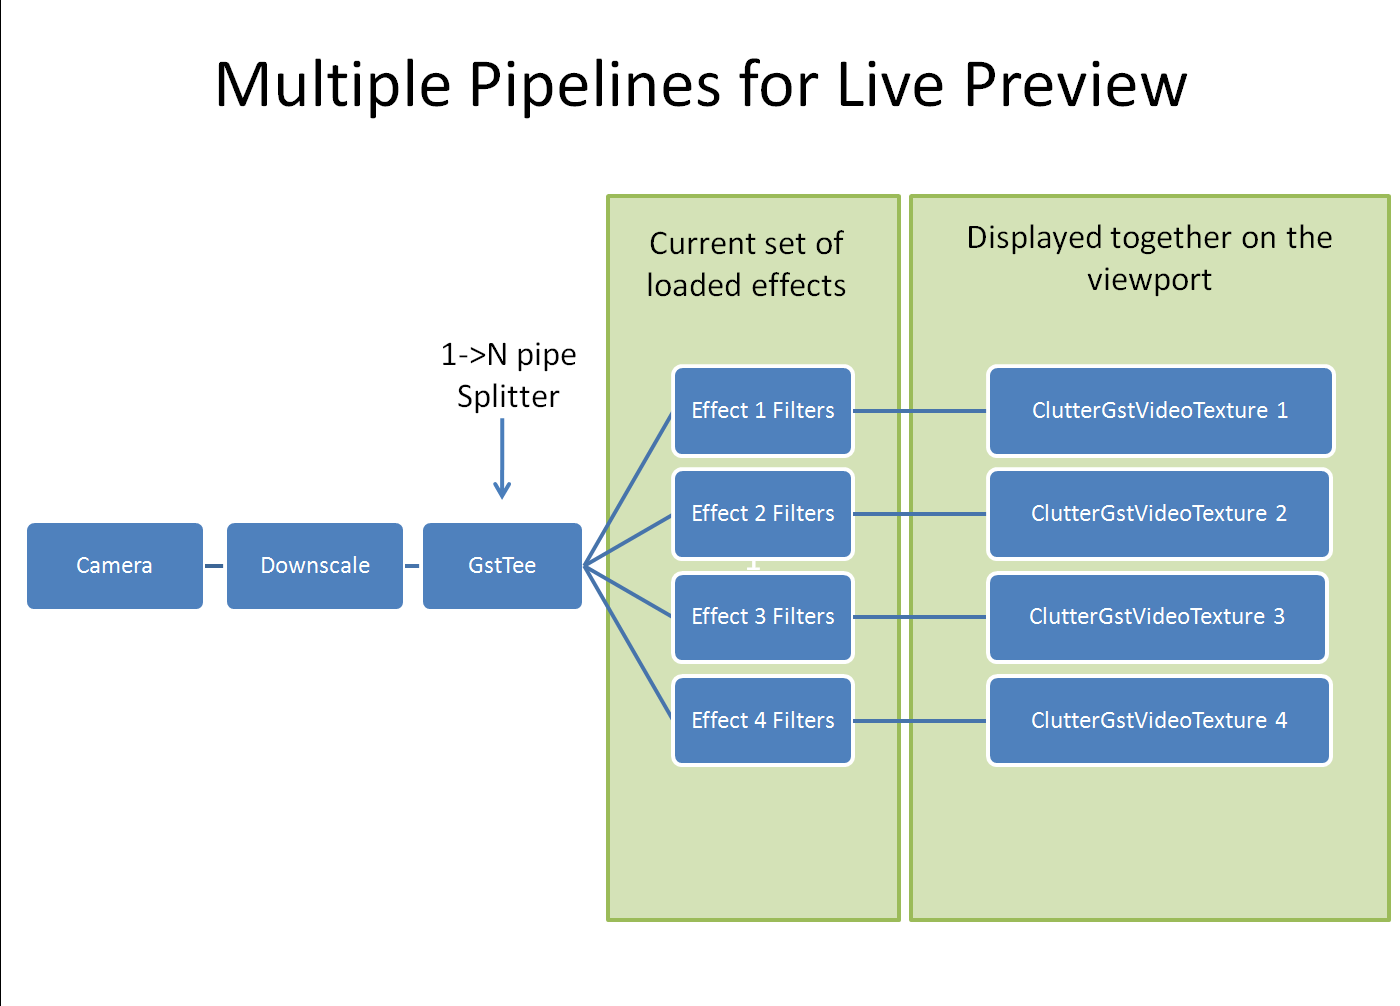 Multiple Pipelines for Live Preview
Current set of
loaded effects
Displayed together on the
viewport
1->N pipe
Splitter
Camera
Downscale
GstTee
Effect 1 Filters
ClutterGstVideoTexture 1
Effect 2 Filters
ClutterGstVideoTexture 2
Effect 3 Filters
ClutterGstVideoTexture 3
Effect 4 Filters
ClutterGstVideoTexture 4